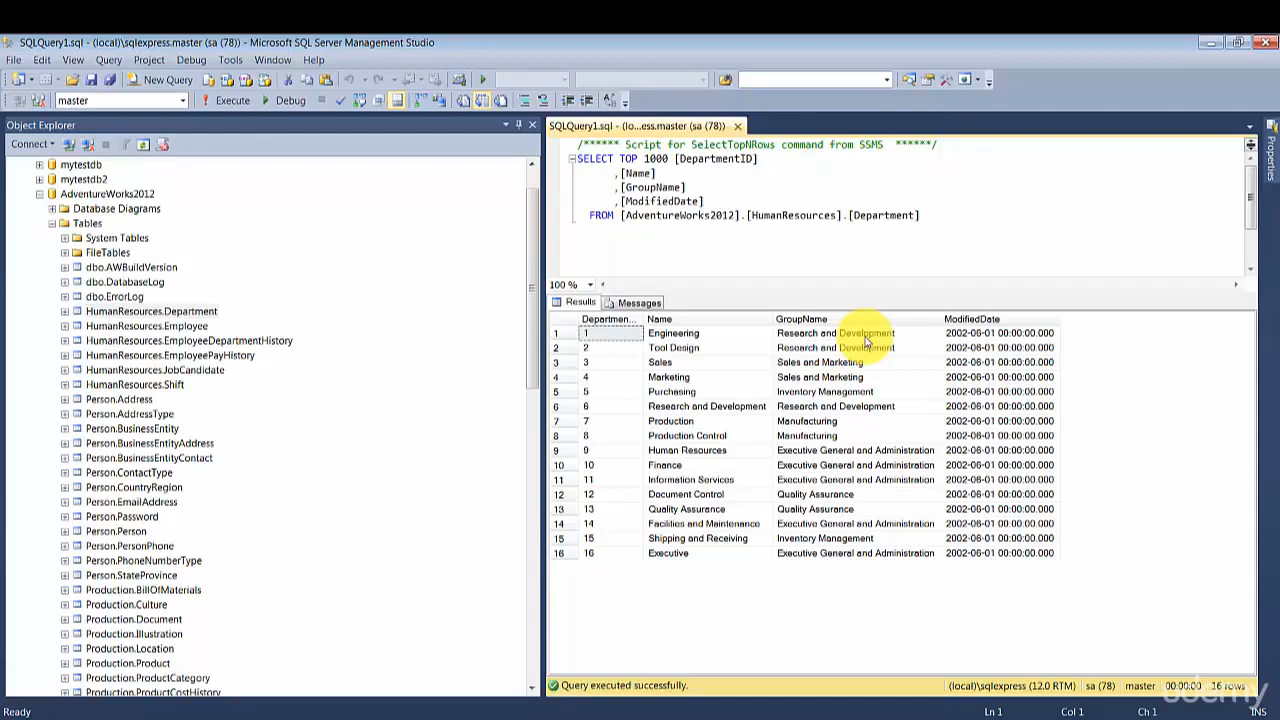 SQLQuery1.sql - (local)\sqlexpress.master (sa (78)) - Microsoft SQL Server Management Studio
File Edit View Query Project Debug Tools Window Help
New Query
master Execute Debug
Object Explorer
Connect
mytestdb
mytestdb2
AdventureWorks2012
Database Diagrams
Tables
System Tables
FileTables
dbo.AWBuildVersion
dbo.DatabaseLog
dbo.ErrorLog
HumanResources.Department
HumanResources.Employee
HumanResources.EmployeeDepartmentHistory
HumanResources.EmployeePayHistory
HumanResources.JobCandidate
HumanResources.Shift
Person.Address
Person.AddressType
Person.BusinessEntity
Person.BusinessEntityAddress
Person.BusinessEntityContact
Person.ContactType
Person.CountryRegion
Person.EmailAddress
Person.Password
Person.Person
Person.PersonPhone
Person.PhoneNumberType
Person.StateProvince
Production.BillOfMaterials
Production.Culture
Production.Document
Production.Illustration
Production.Location
Production.Product
Production.ProductCategory
Production.ProductCostHistory
SQLQuery1.sql - (lo...ess.master (sa (78))
/****** Script for SelectTopNRows command from SSMS ******/
SELECT TOP 1000 [DepartmentID]
,[Name]
,[GroupName]
,[ModifiedDate]
FROM [AdventureWorks2012].[HumanResources].[Department]
100 %
Results Messages
Departmen... Name GroupName ModifiedDate
1 1 Engineering Research and Development 2002-06-01 00:00:00.000
2 2 Tool Design Research and Development 2002-06-01 00:00:00.000
3 3 Sales Sales and Marketing 2002-06-01 00:00:00.000
4 4 Marketing Sales and Marketing 2002-06-01 00:00:00.000
5 5 Purchasing Inventory Management 2002-06-01 00:00:00.000
6 6 Research and Development Research and Development 2002-06-01 00:00:00.000
7 7 Production Manufacturing 2002-06-01 00:00:00.000
8 8 Production Control Manufacturing 2002-06-01 00:00:00.000
9 9 Human Resources Executive General and Administration 2002-06-01 00:00:00.000
10 10 Finance Executive General and Administration 2002-06-01 00:00:00.000
11 11 Information Services Executive General and Administration 2002-06-01 00:00:00.000
12 12 Document Control Quality Assurance 2002-06-01 00:00:00.000
13 13 Quality Assurance Quality Assurance 2002-06-01 00:00:00.000
14 14 Facilities and Maintenance Executive General and Administration 2002-06-01 00:00:00.000
15 15 Shipping and Receiving Inventory Management 2002-06-01 00:00:00.000
16 16 Executive Executive General and Administration 2002-06-01 00:00:00.000
Query executed successfully. (local)\sqlexpress (12.0 RTM) sa (78) master 00:00:00 16 rows
Properties
udemy
Ready Ln 1 Col 1 Ch 1 INS